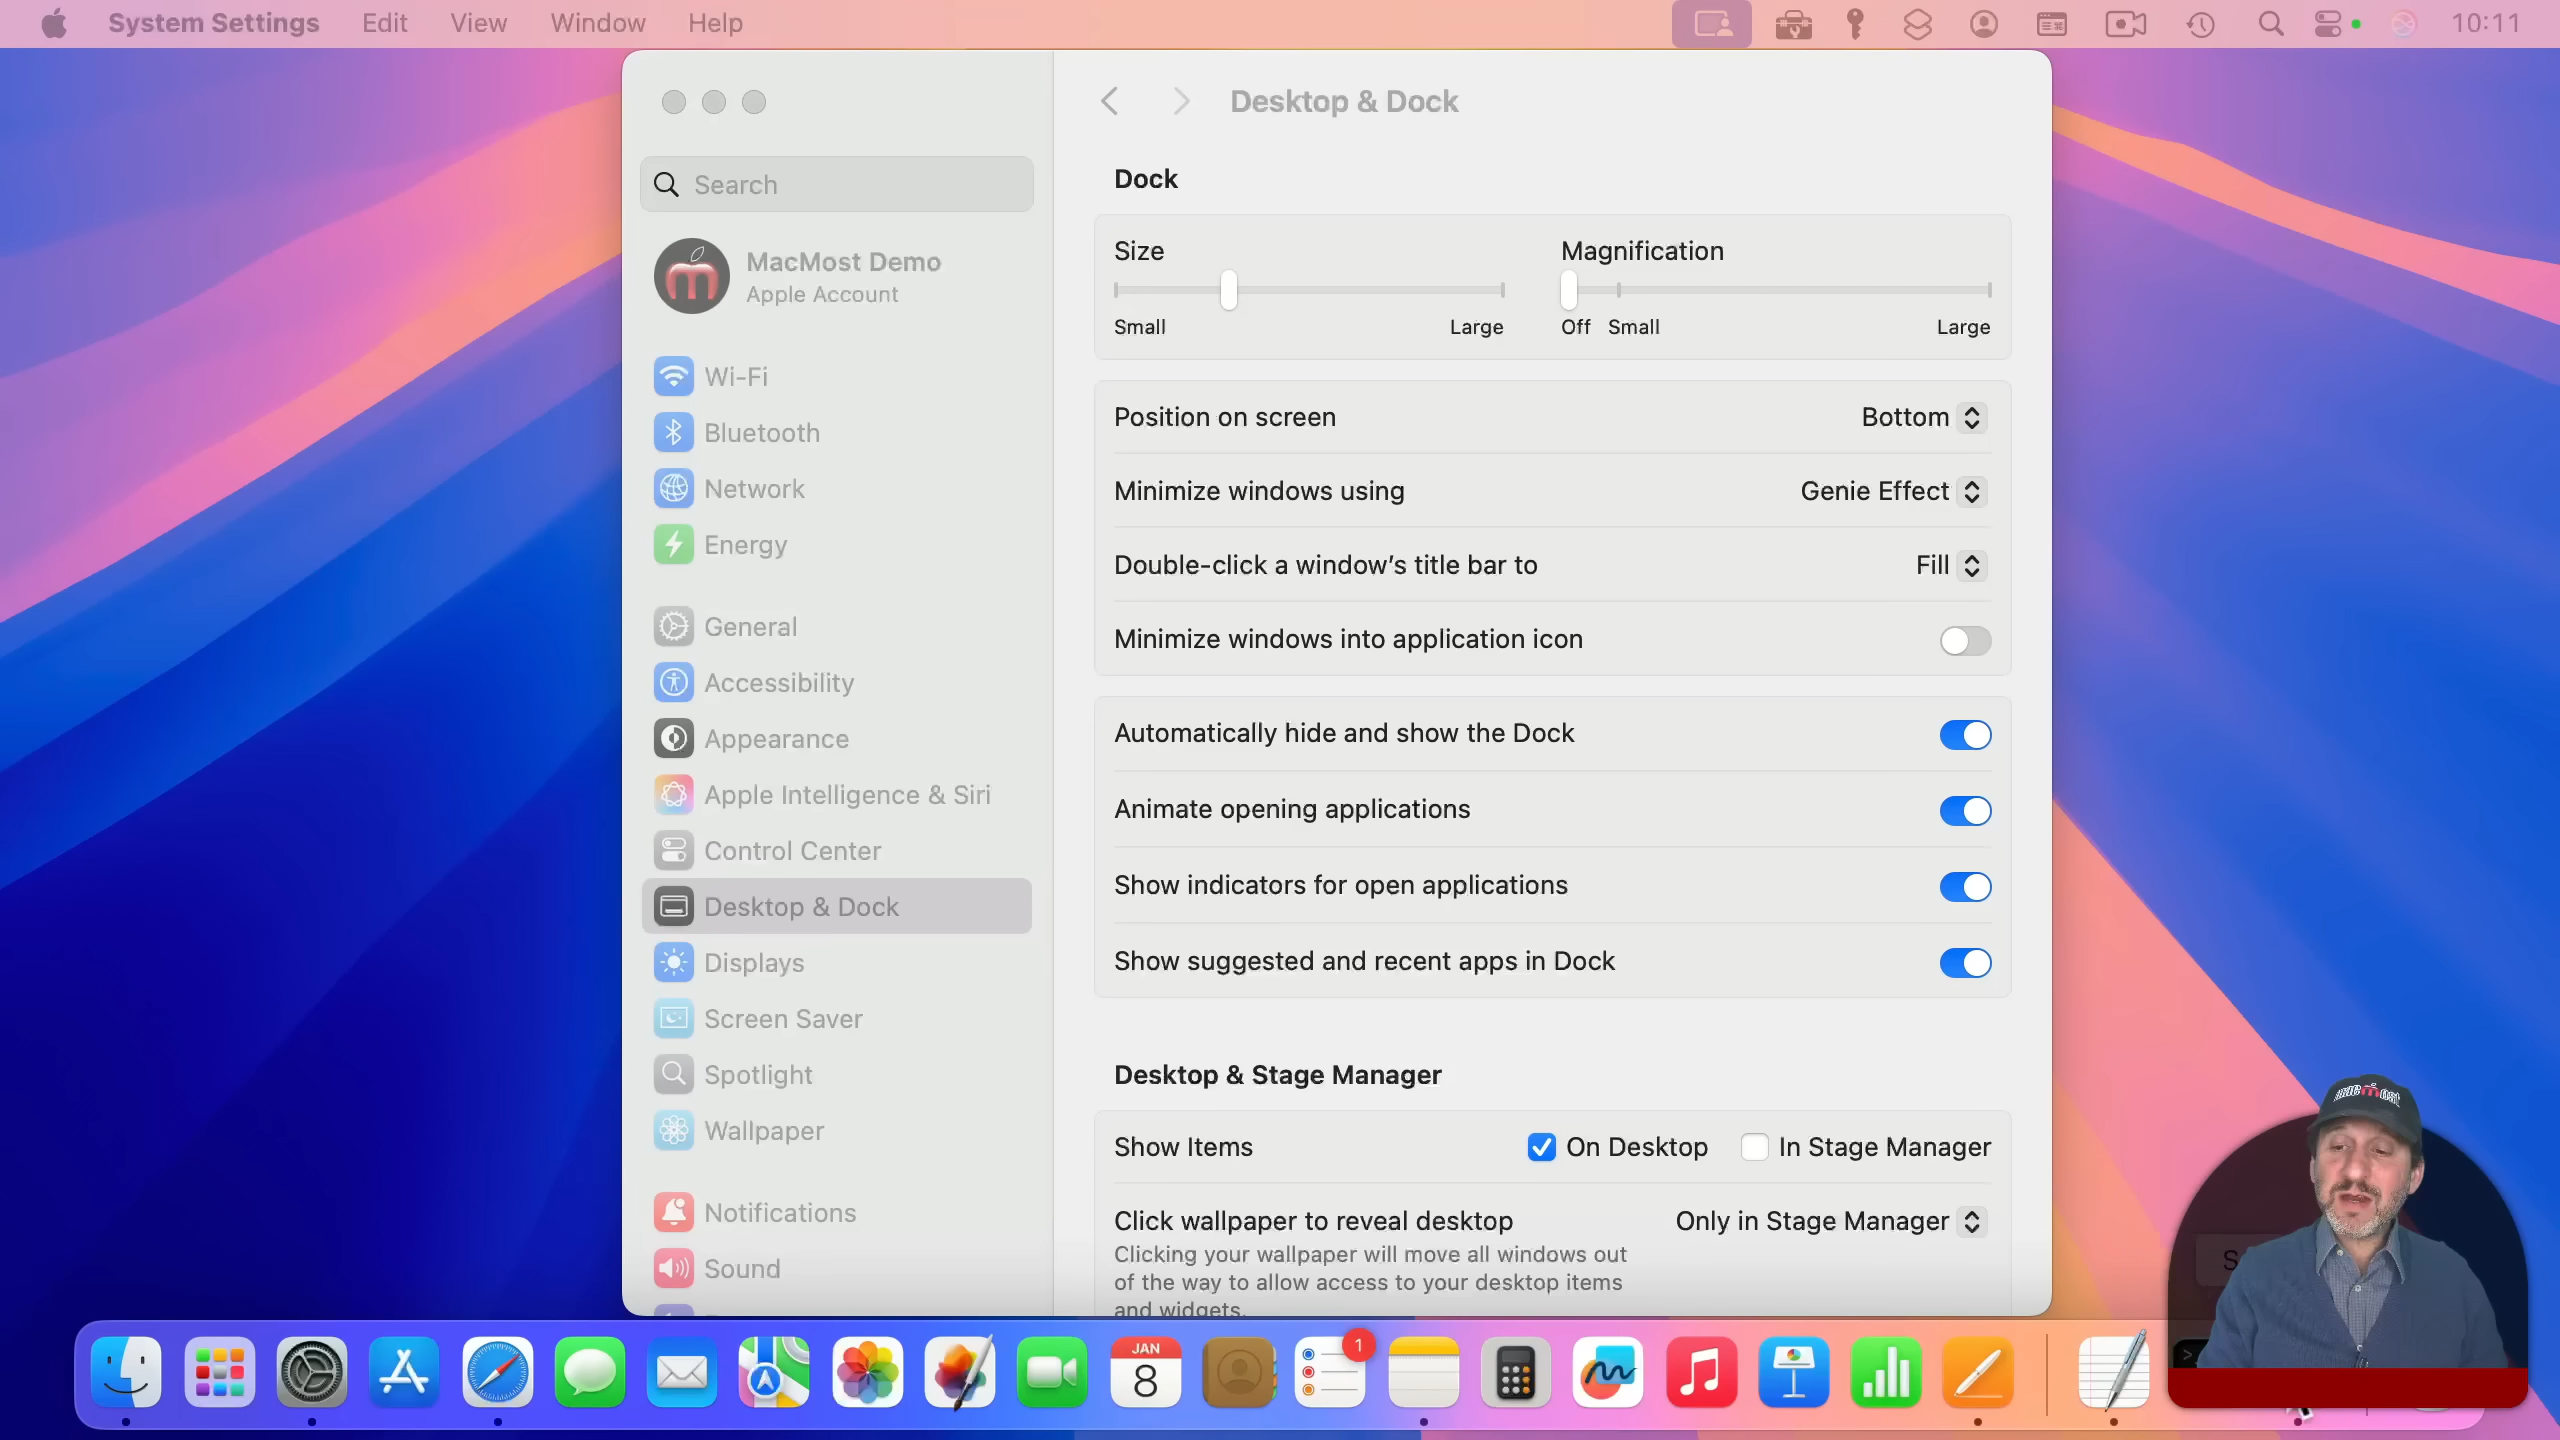 System Settings Edit View Window Help 10:11
Desktop & Dock
Search
MacMost Demo
Apple Account
Wi-Fi
Bluetooth
Network
Energy
General
Accessibility
Appearance
Apple Intelligence & Siri
Control Center
Desktop & Dock
Displays
Screen Saver
Spotlight
Wallpaper
Notifications
Sound
Dock
Size Magnification
Small Large Off Small Large
Position on screen Bottom
Minimize windows using Genie Effect
Double-click a window's title bar to Fill
Minimize windows into application icon
Automatically hide and show the Dock
Animate opening applications
Show indicators for open applications
Show suggested and recent apps in Dock
Desktop & Stage Manager
Show Items On Desktop In Stage Manager
Click wallpaper to reveal desktop Only in Stage Manager
Clicking your wallpaper will move all windows out
of the way to allow access to your desktop items
and widgets.
macmost
JAN
8
1